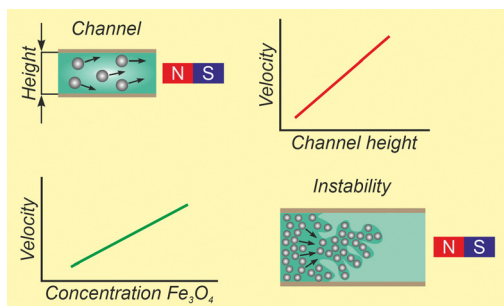 Channel
Height
N S
Velocity
Channel height
Velocity
Concentration Fe₃O₄
Instability
N S